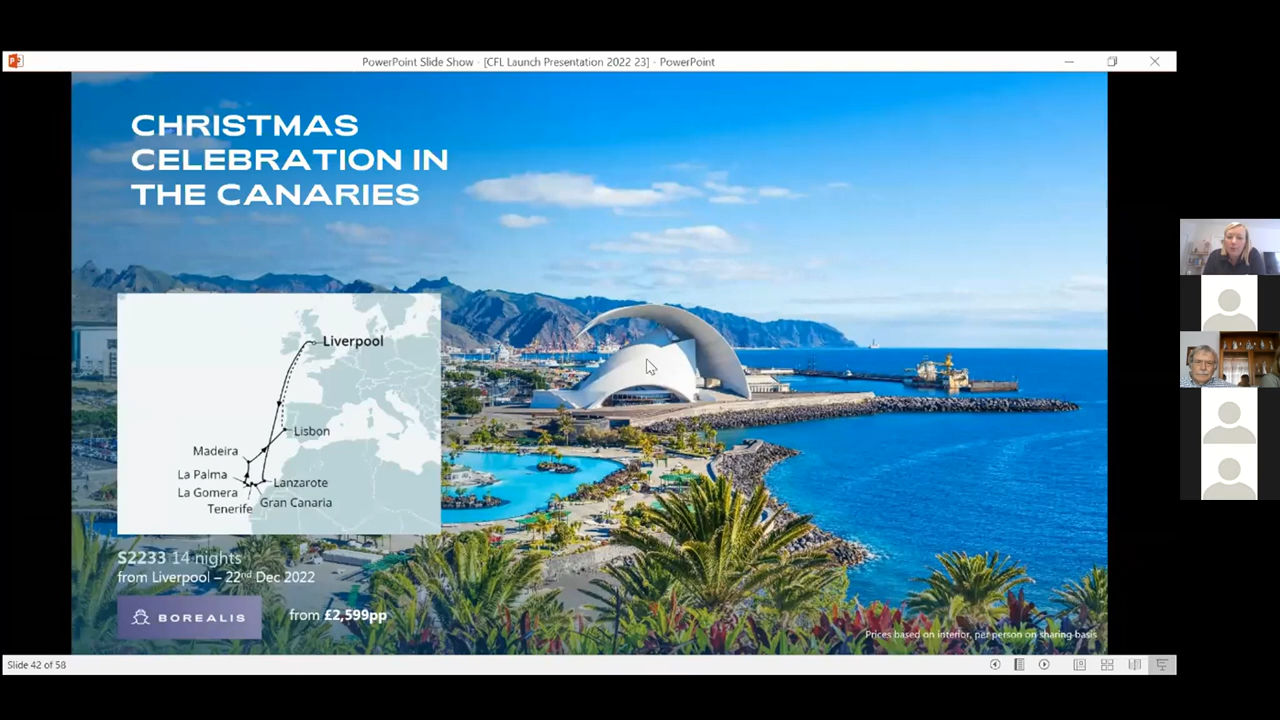 PowerPoint Slide Show - [CFL Launch Presentation 2022 23] - PowerPoint
CHRISTMAS
CELEBRATION IN
THE CANARIES
Liverpool
Lisbon
Madeira
La Palma
Lanzarote
La Gomera
Gran Canaria
Tenerife
S2233 14 nights
from Liverpool – 22nd Dec 2022
BOREALIS
from £2,599pp
Prices based on interior, per person on sharing basis
Slide 42 of 58